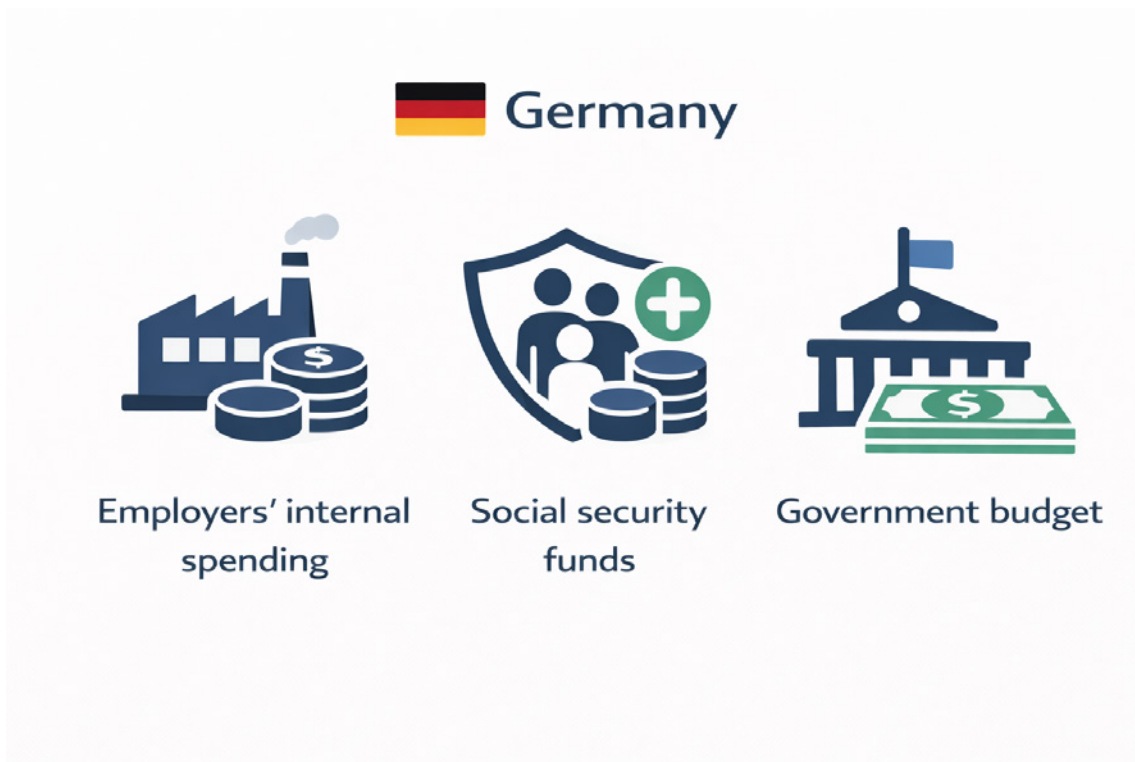 Germany
$
$
Employers' internal
spending
Social security
funds
Government budget